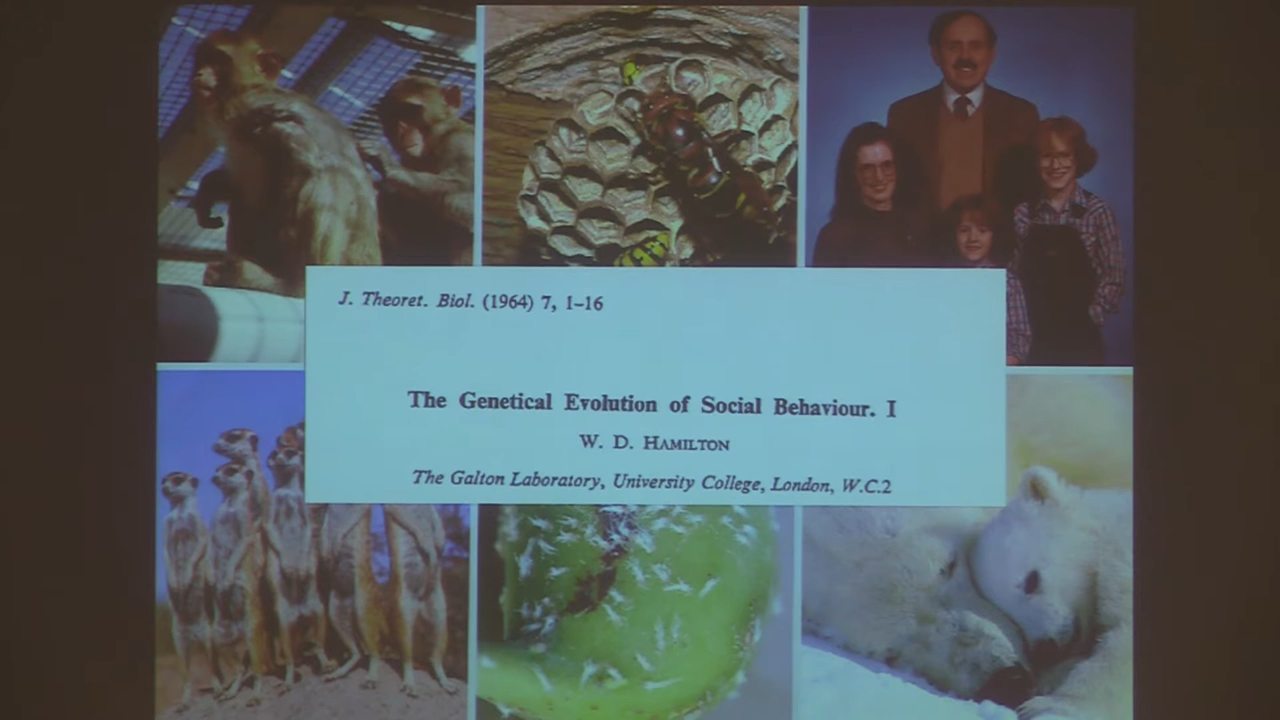 J. Theoret. Biol. (1964) 7, 1–16
The Genetical Evolution of Social Behaviour. I
W. D. HAMILTON
The Galton Laboratory, University College, London, W.C.2